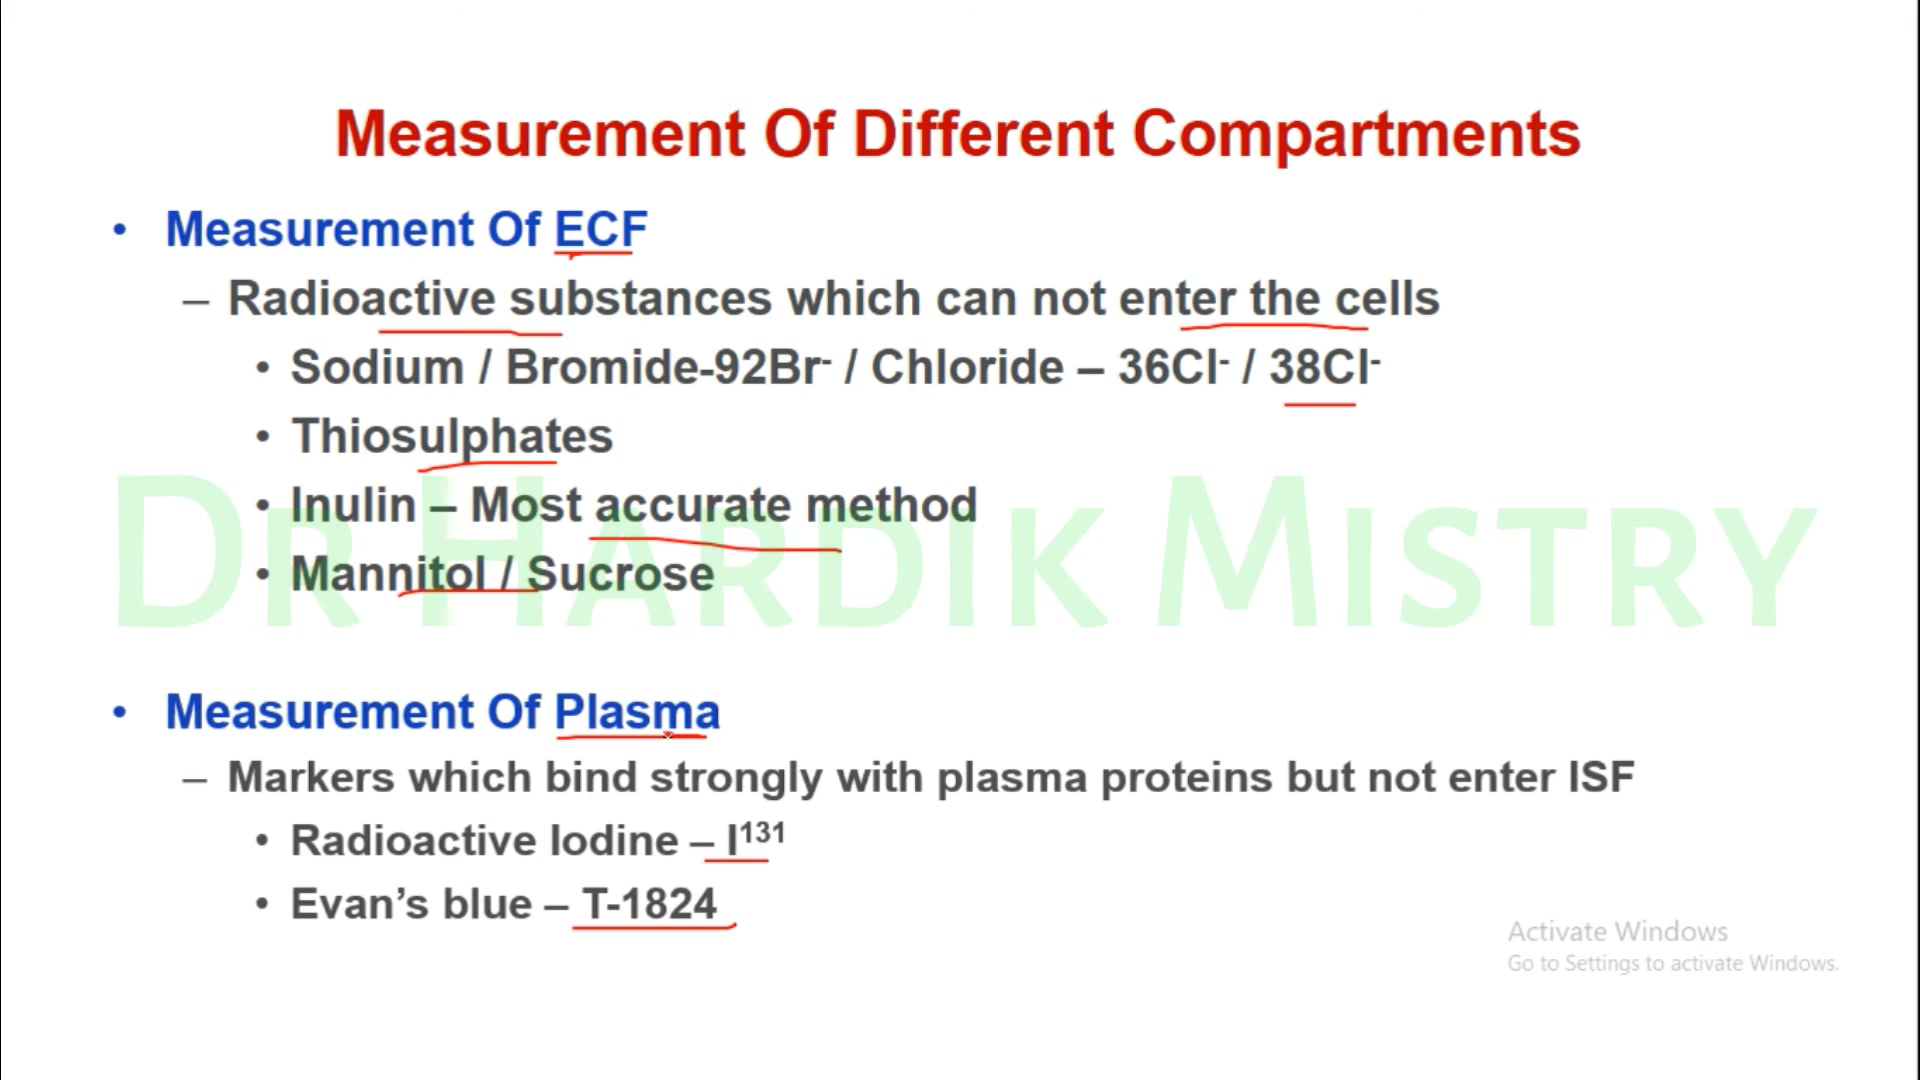 Measurement Of Different Compartments
• Measurement Of ECF
– Radioactive substances which can not enter the cells
• Sodium / Bromide-92Br⁻ / Chloride – 36Cl⁻ / 38Cl⁻
• Thiosulphates
• Inulin – Most accurate method
• Mannitol / Sucrose
DR HARDIK MISTRY
• Measurement Of Plasma
– Markers which bind strongly with plasma proteins but not enter ISF
• Radioactive Iodine – I¹³¹
• Evan’s blue – T-1824
Activate Windows
Go to Settings to activate Windows.